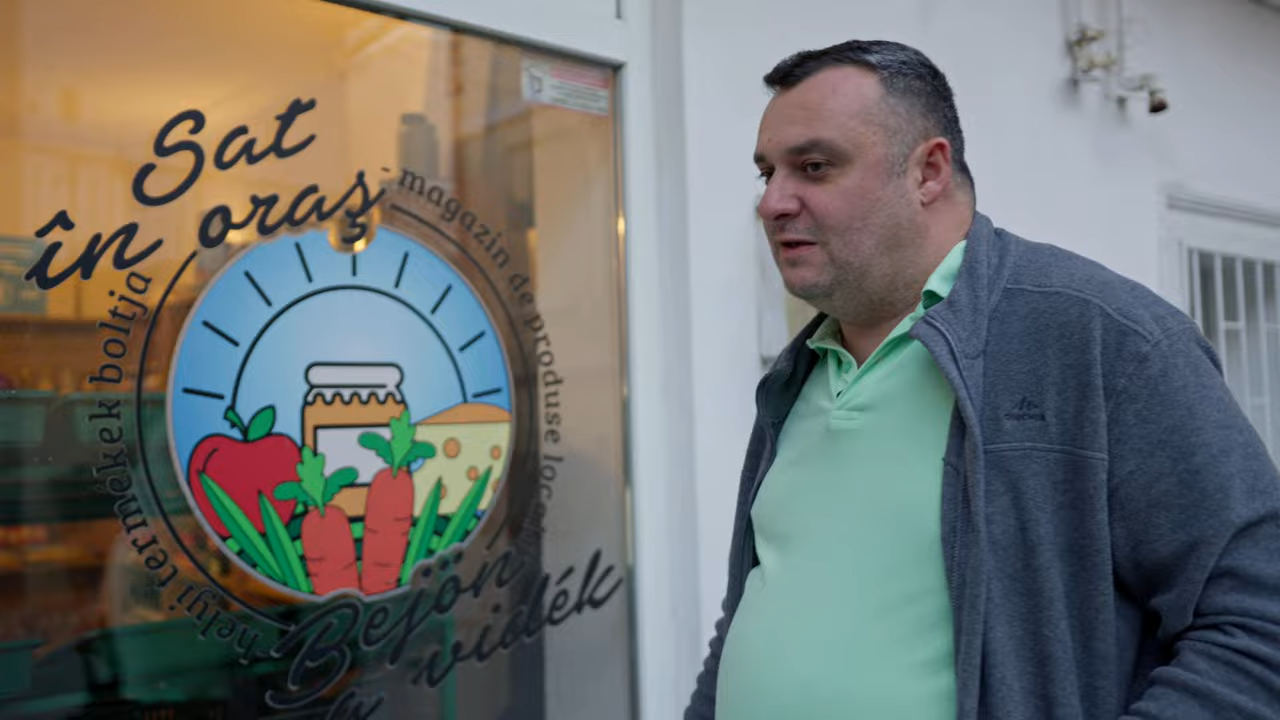 Sat
în oraș
magazin de produse locale
helyi termékek boltja
Bejön
a vidék